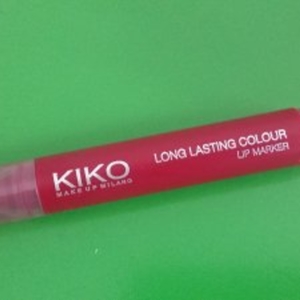 KIKO
MAKE UP MILANO
LONG LASTING COLOUR
LIP MARKER